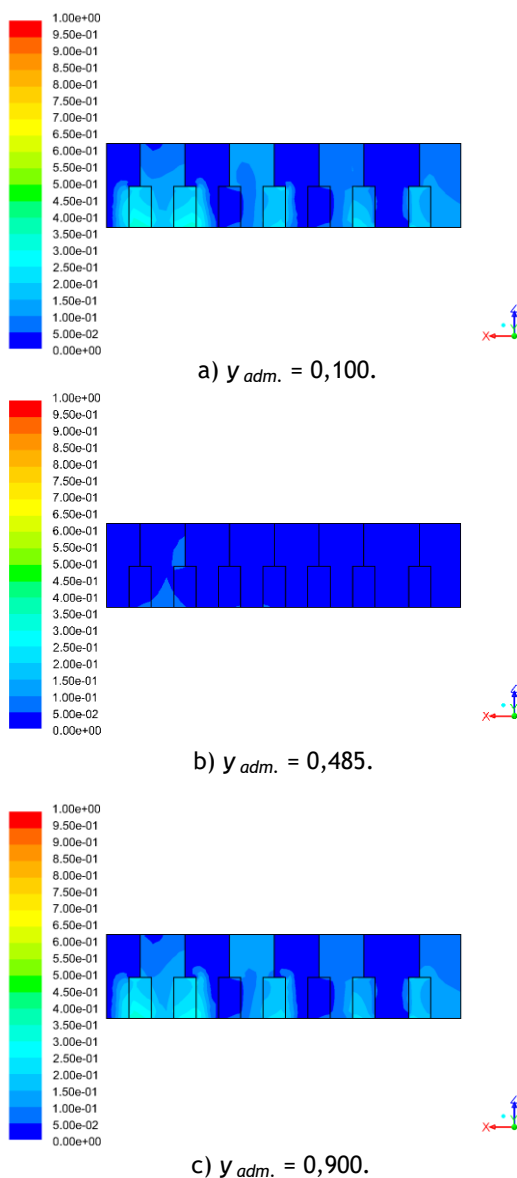 1.00e+00
9.50e-01
9.00e-01
8.50e-01
8.00e-01
7.50e-01
7.00e-01
6.50e-01
6.00e-01
5.50e-01
5.00e-01
4.50e-01
4.00e-01
3.50e-01
3.00e-01
2.50e-01
2.00e-01
1.50e-01
1.00e-01
5.00e-02
0.00e+00
Z
X
Y
a) y adm. = 0,100.
1.00e+00
9.50e-01
9.00e-01
8.50e-01
8.00e-01
7.50e-01
7.00e-01
6.50e-01
6.00e-01
5.50e-01
5.00e-01
4.50e-01
4.00e-01
3.50e-01
3.00e-01
2.50e-01
2.00e-01
1.50e-01
1.00e-01
5.00e-02
0.00e+00
Z
X
Y
b) y adm. = 0,485.
1.00e+00
9.50e-01
9.00e-01
8.50e-01
8.00e-01
7.50e-01
7.00e-01
6.50e-01
6.00e-01
5.50e-01
5.00e-01
4.50e-01
4.00e-01
3.50e-01
3.00e-01
2.50e-01
2.00e-01
1.50e-01
1.00e-01
5.00e-02
0.00e+00
Z
X
Y
c) y adm. = 0,900.